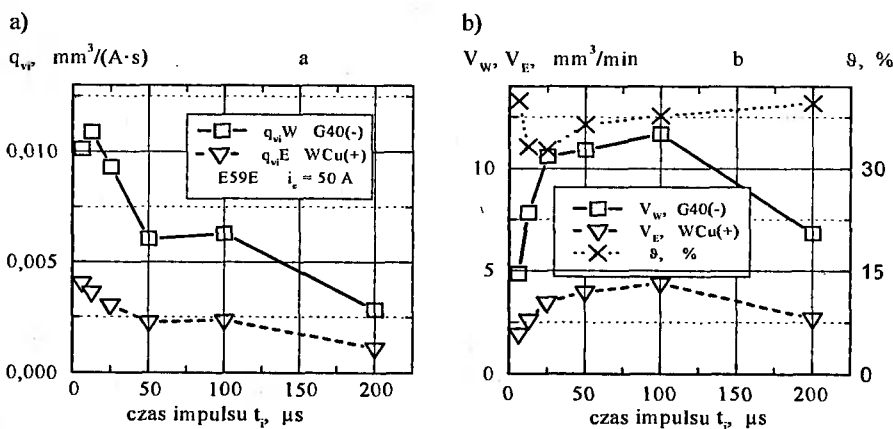 a)
q_vi, mm³/(A·s) a
0,010
0,005
0,000
q_viW G40(-)
q_viE WCu(+)
E59E i_e = 50 A
0 50 100 150 200
czas impulsu t_i, µs
b)
V_W, V_E, mm³/min b ϑ, %
10
5
0
30
15
0
V_W, G40(-)
V_E, WCu(+)
ϑ, %
0 50 100 150 200
czas impulsu t_i, µs